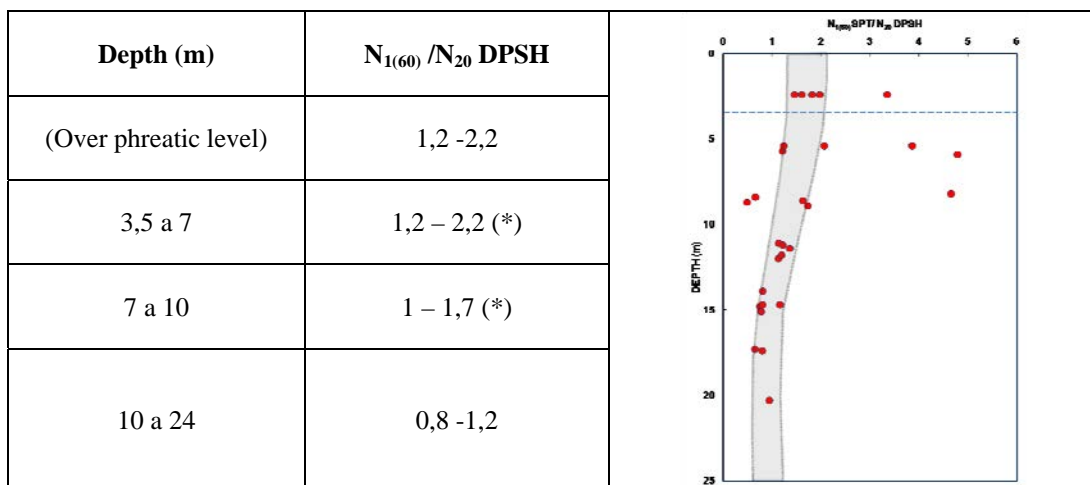 Depth (m)
N1(60) /N20 DPSH
(Over phreatic level)
1,2 -2,2
3,5 a 7
1,2 – 2,2 (*)
7 a 10
1 – 1,7 (*)
10 a 24
0,8 -1,2
N1(60) SPT/ N20 DPSH
0 1 2 3 4 5 6
0
5
10
15
20
25
DEPTH (m)